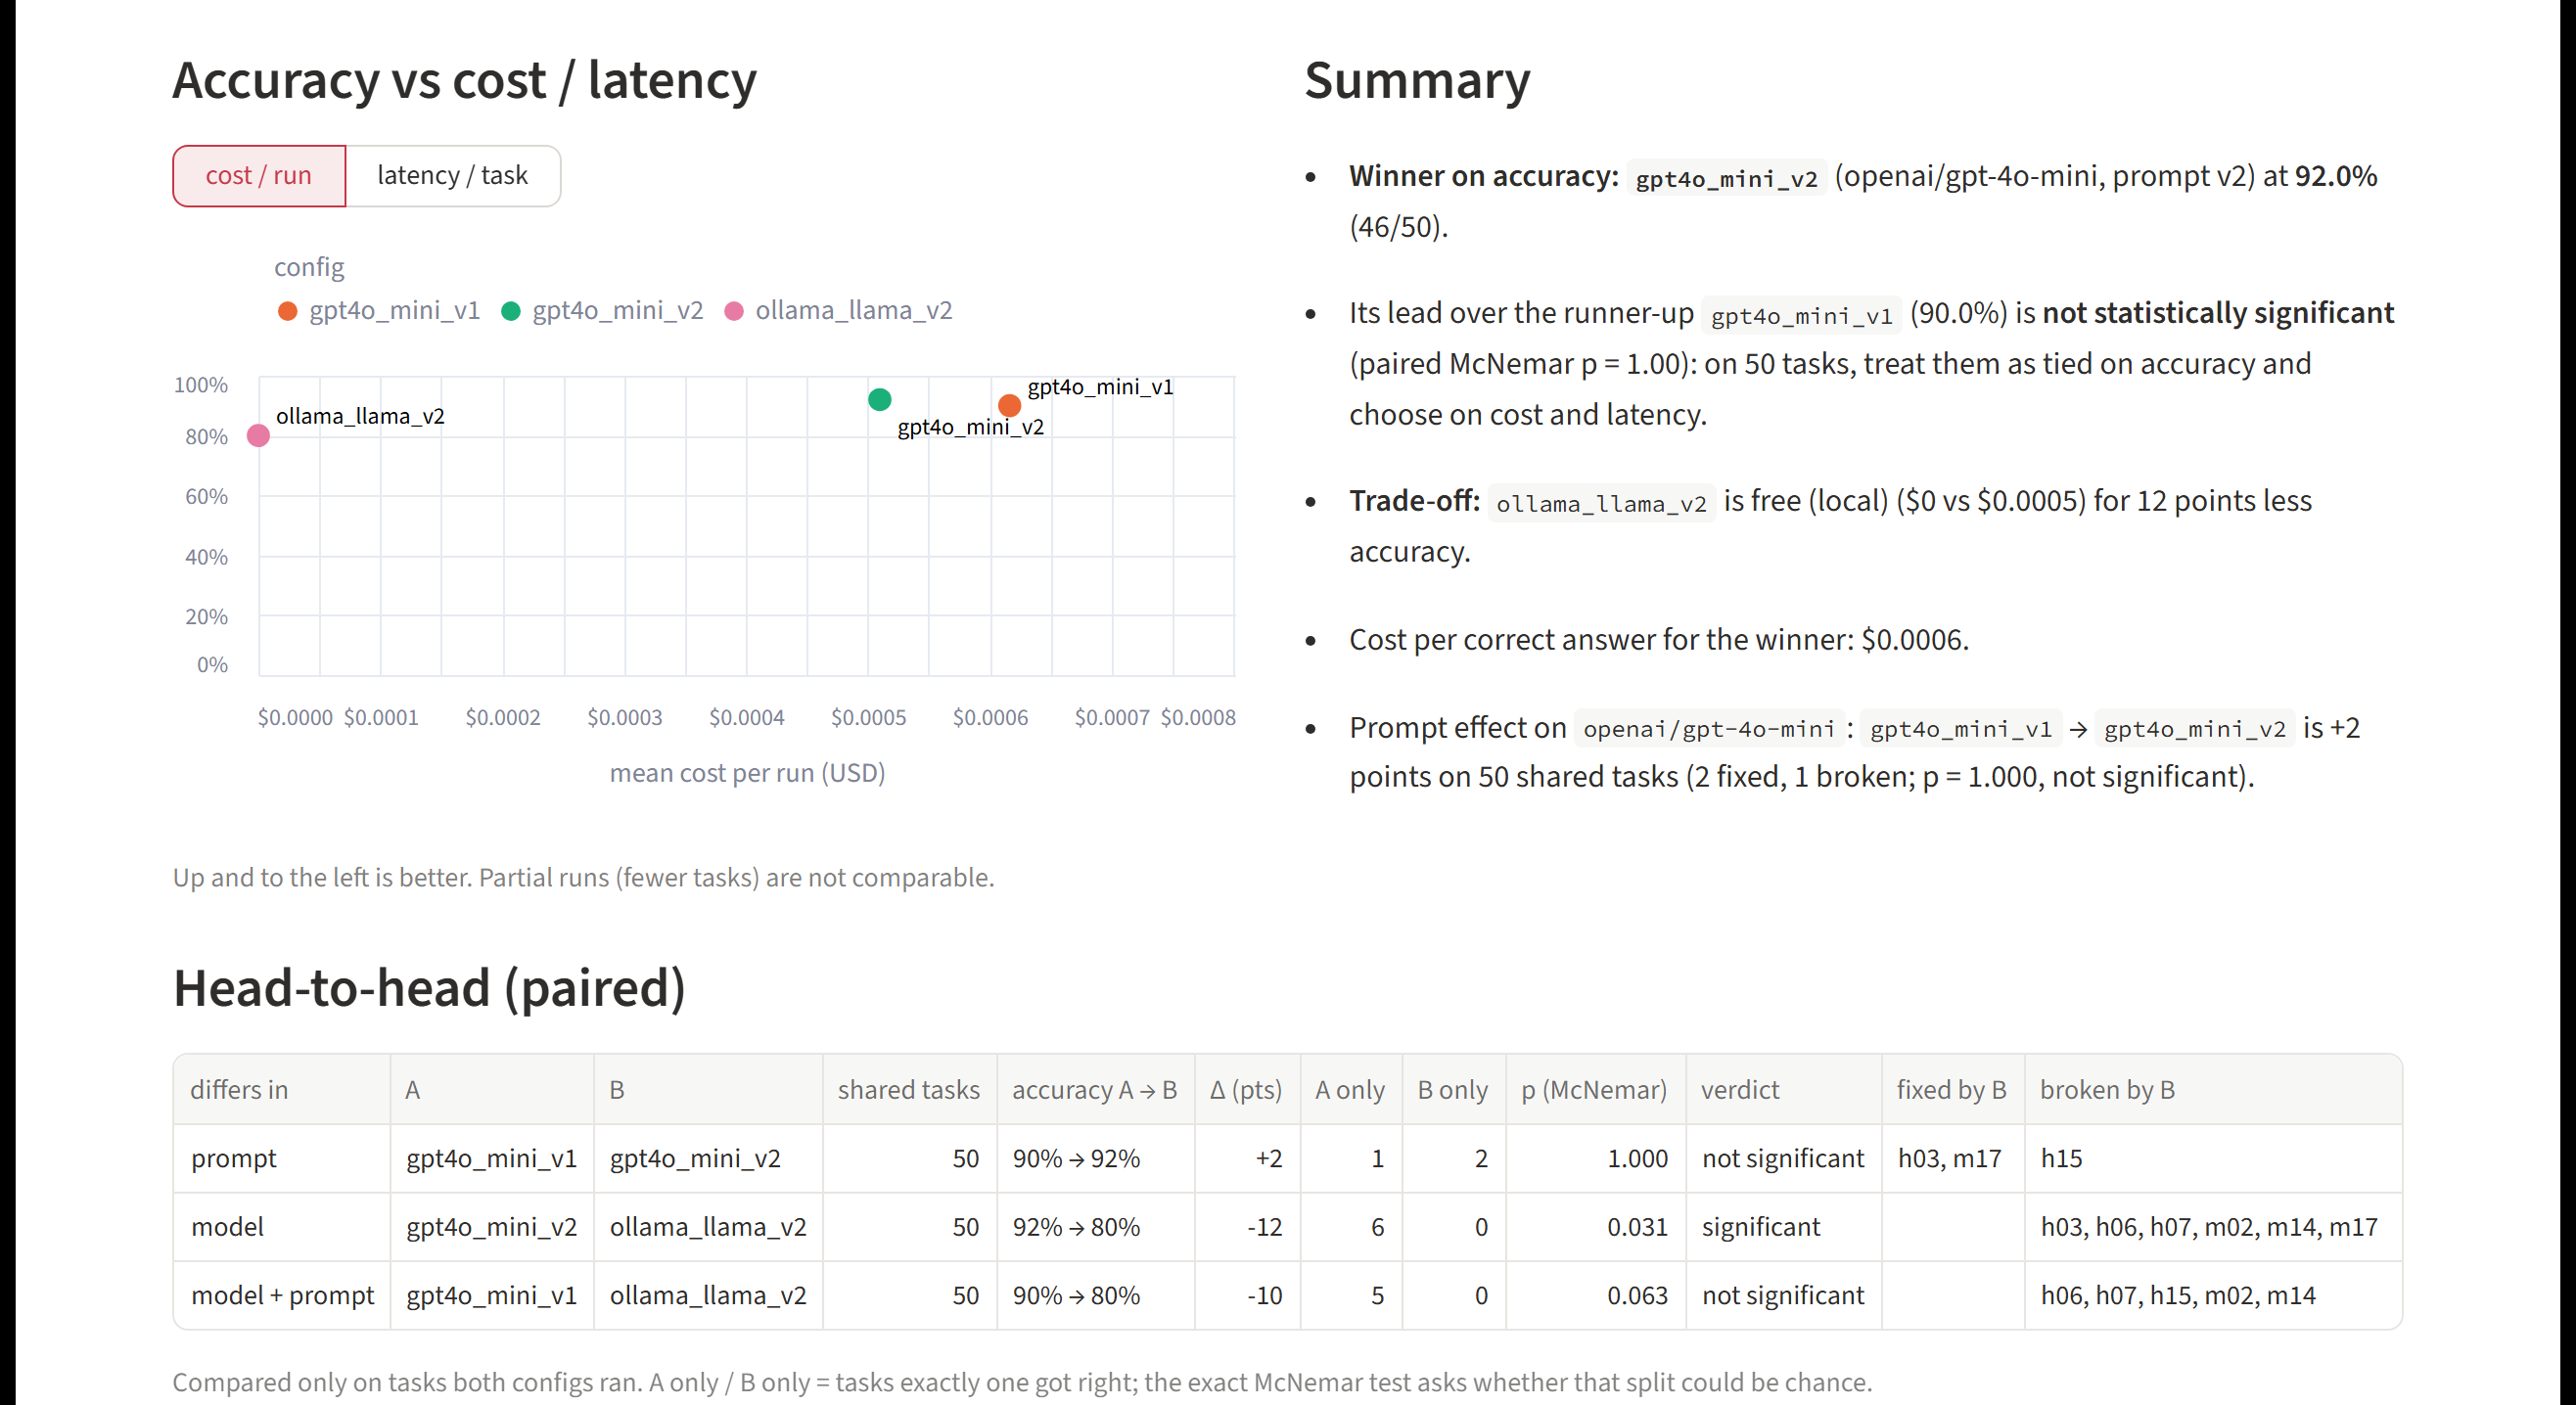 Accuracy vs cost / latency
cost / run
latency / task
config
gpt4o_mini_v1
gpt4o_mini_v2
ollama_llama_v2
100%
80%
60%
40%
20%
0%
ollama_llama_v2
gpt4o_mini_v1
gpt4o_mini_v2
$0.0000 $0.0001 $0.0002 $0.0003 $0.0004 $0.0005 $0.0006 $0.0007 $0.0008
mean cost per run (USD)
Up and to the left is better. Partial runs (fewer tasks) are not comparable.
Summary
• Winner on accuracy: gpt4o_mini_v2 (openai/gpt-4o-mini, prompt v2) at 92.0%
(46/50).
• Its lead over the runner-up gpt4o_mini_v1 (90.0%) is not statistically significant
(paired McNemar p = 1.00): on 50 tasks, treat them as tied on accuracy and
choose on cost and latency.
• Trade-off: ollama_llama_v2 is free (local) ($0 vs $0.0005) for 12 points less
accuracy.
• Cost per correct answer for the winner: $0.0006.
• Prompt effect on openai/gpt-4o-mini: gpt4o_mini_v1 → gpt4o_mini_v2 is +2
points on 50 shared tasks (2 fixed, 1 broken; p = 1.000, not significant).
Head-to-head (paired)
differs in A B shared tasks accuracy A → B Δ (pts) A only B only p (McNemar) verdict fixed by B broken by B
prompt gpt4o_mini_v1 gpt4o_mini_v2 50 90% → 92% +2 1 2 1.000 not significant h03, m17 h15
model gpt4o_mini_v2 ollama_llama_v2 50 92% → 80% -12 6 0 0.031 significant h03, h06, h07, m02, m14, m17
model + prompt gpt4o_mini_v1 ollama_llama_v2 50 90% → 80% -10 5 0 0.063 not significant h06, h07, h15, m02, m14
Compared only on tasks both configs ran. A only / B only = tasks exactly one got right; the exact McNemar test asks whether that split could be chance.